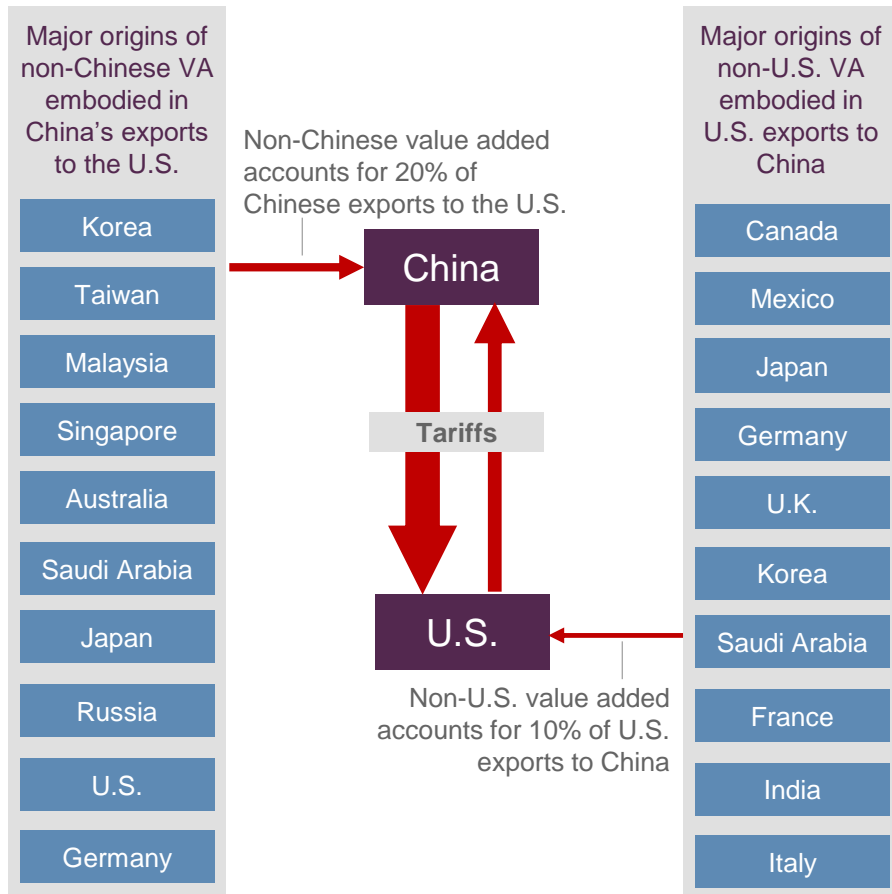 Major origins of
non-Chinese VA
embodied in
China's exports
to the U.S.
Korea
Taiwan
Malaysia
Singapore
Australia
Saudi Arabia
Japan
Russia
U.S.
Germany
Non-Chinese value added
accounts for 20% of
Chinese exports to the U.S.
China
Tariffs
U.S.
Non-U.S. value added
accounts for 10% of U.S.
exports to China
Major origins of
non-U.S. VA
embodied in
U.S. exports to
China
Canada
Mexico
Japan
Germany
U.K.
Korea
Saudi Arabia
France
India
Italy